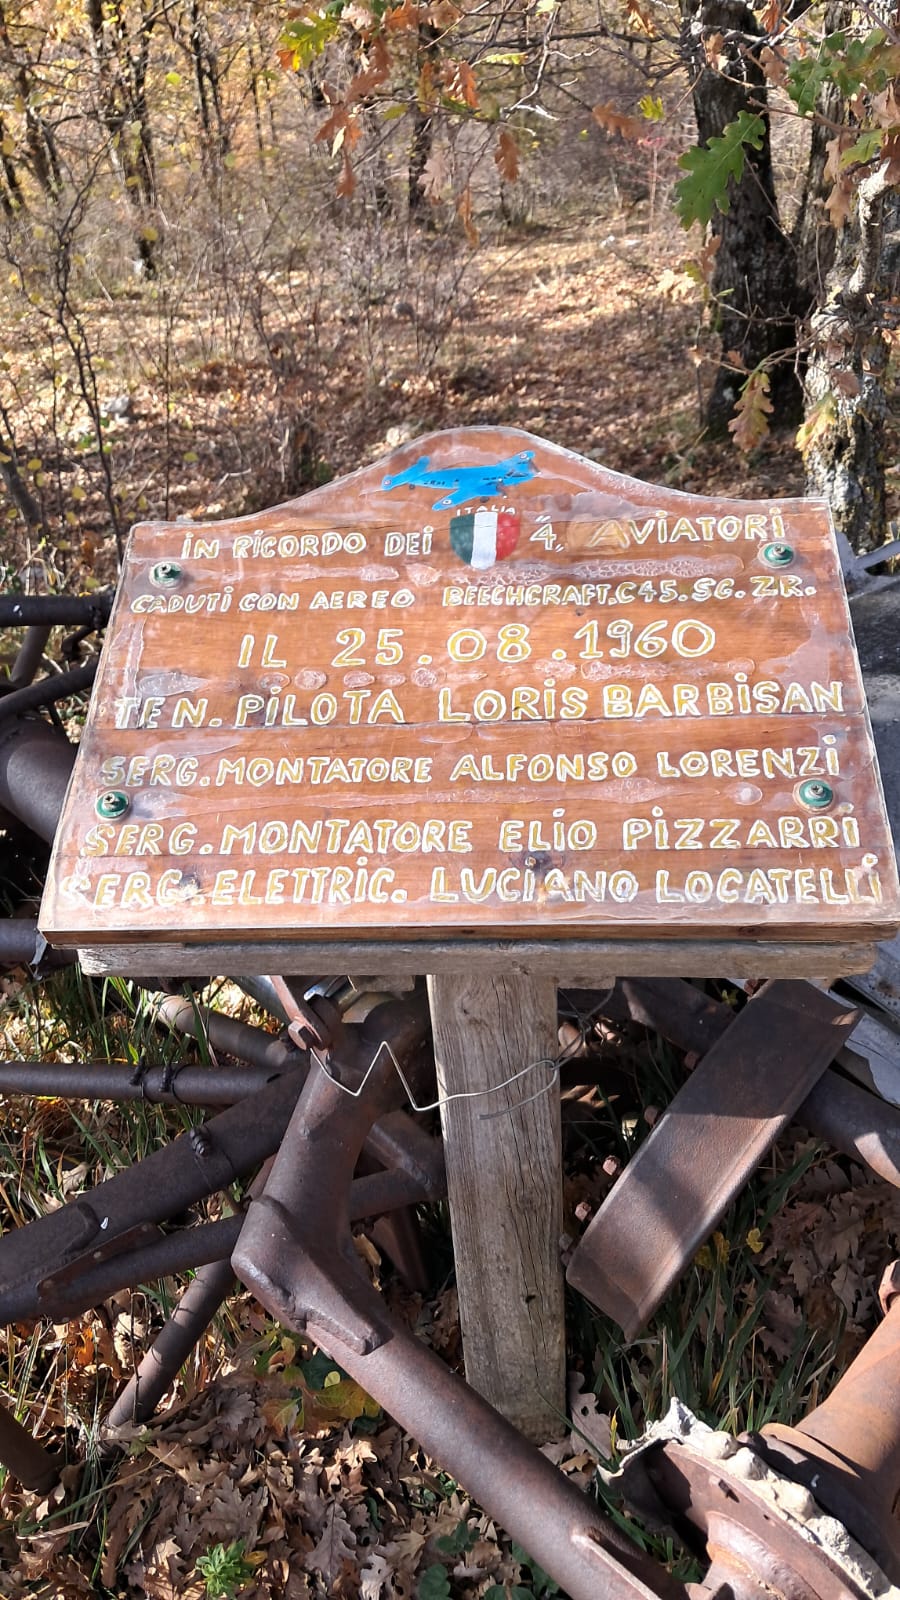 ITALIA
IN RICORDO DEI "4" AVIATORI
CADUTI CON AEREO BEECHCRAFT.C45.SG.ZR.
IL 25.08.1960
TEN. PILOTA LORIS BARBISAN
SERG. MONTATORE ALFONSO LORENZI
SERG. MONTATORE ELIO PIZZARRI
SERG. ELETTRIC. LUCIANO LOCATELLI